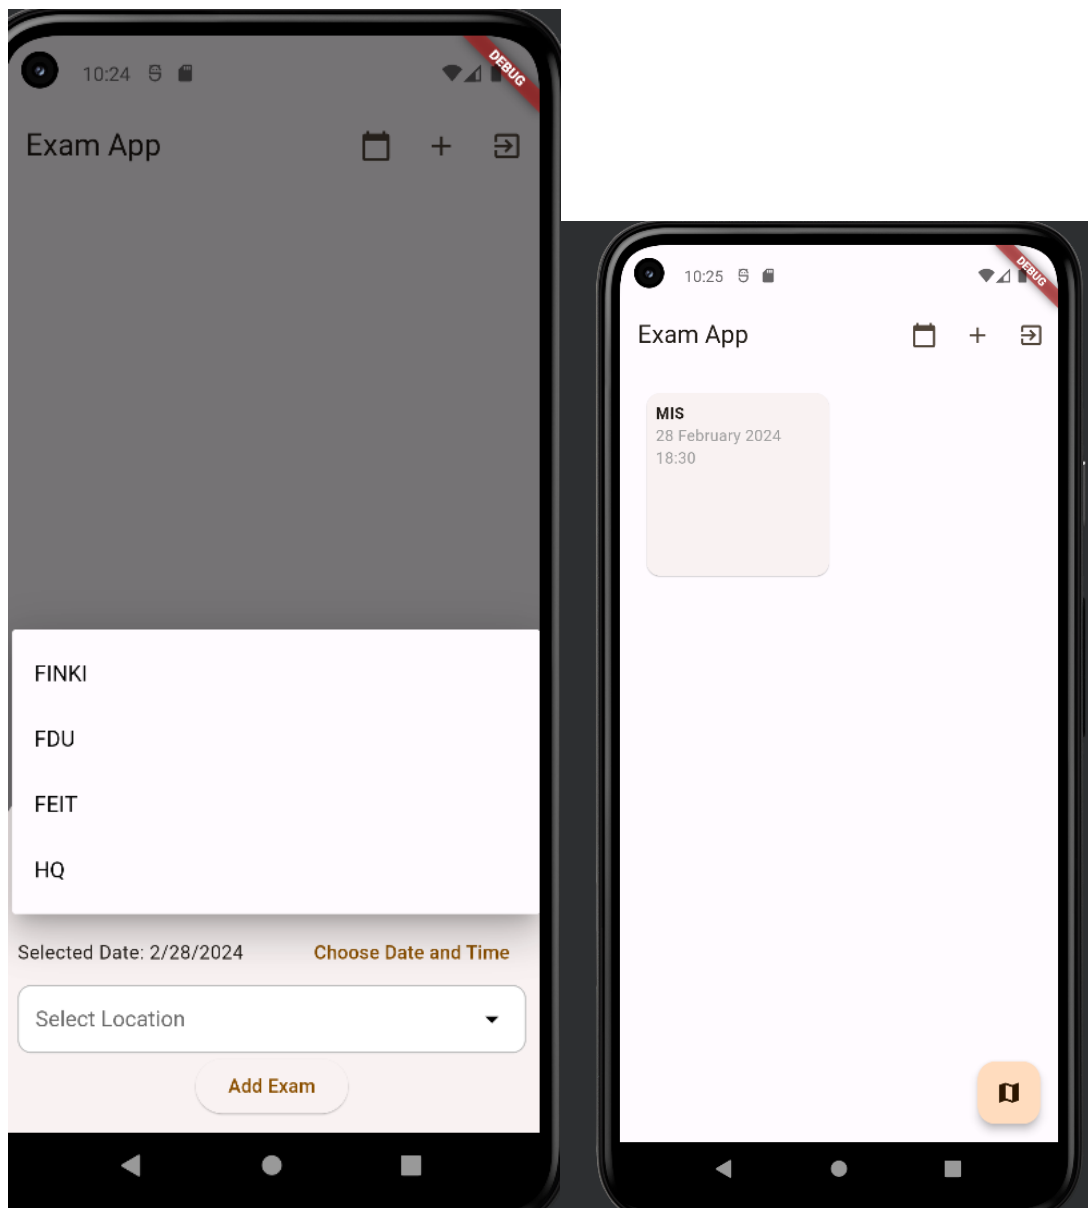 10:24
DEBUG
Exam App
FINKI
FDU
FEIT
HQ
Selected Date: 2/28/2024 Choose Date and Time
Select Location
Add Exam
10:25
DEBUG
Exam App
MIS
28 February 2024
18:30